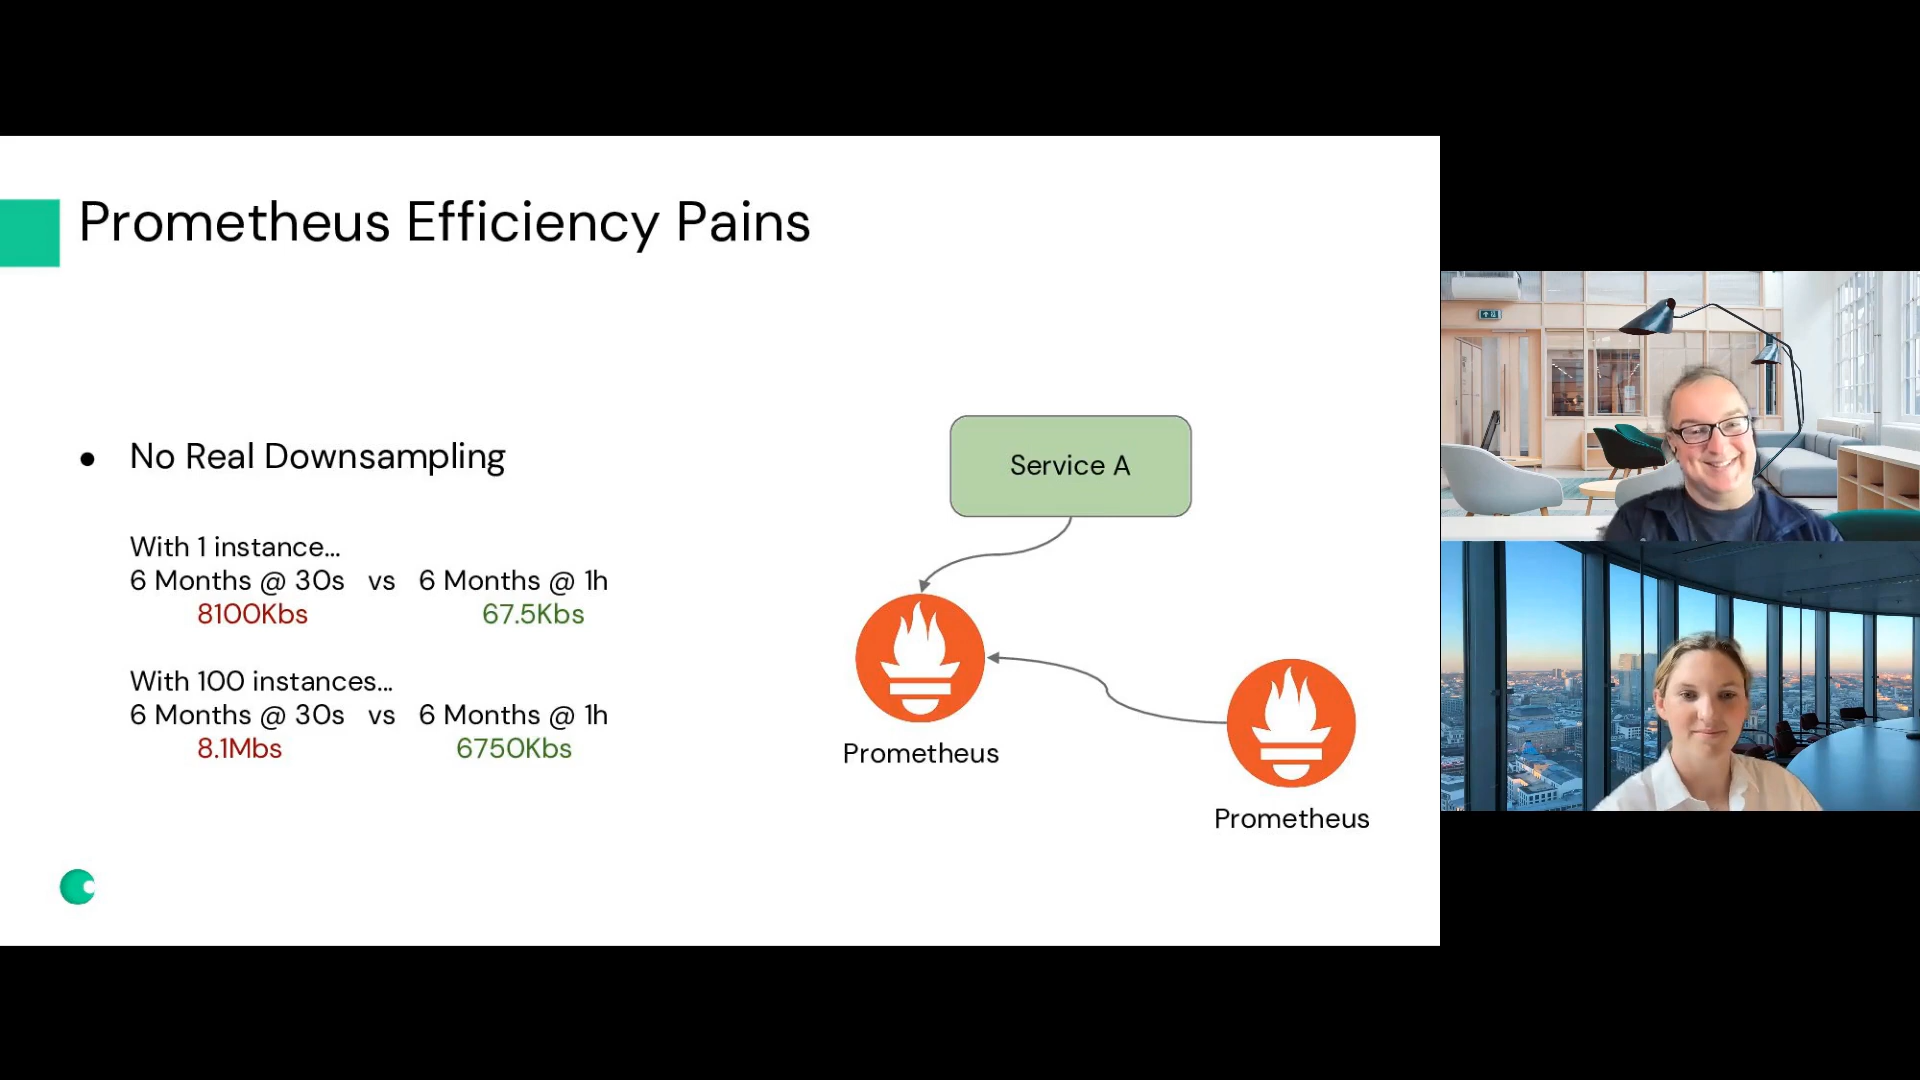 Prometheus Efficiency Pains
No Real Downsampling
With 1 instance...
6 Months @ 30s vs 6 Months @ 1h
8100Kbs 67.5Kbs
With 100 instances...
6 Months @ 30s vs 6 Months @ 1h
8.1Mbs 6750Kbs
Service A
Prometheus
Prometheus